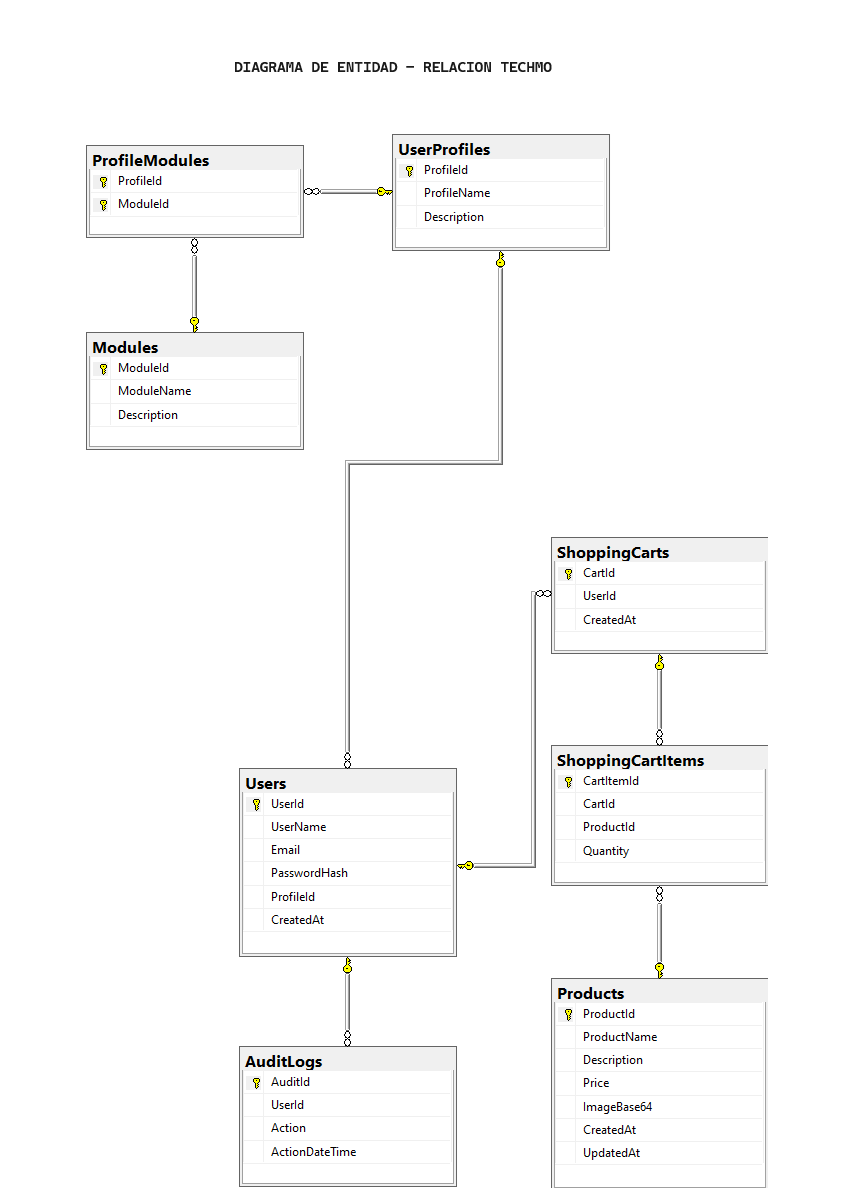 DIAGRAMA DE ENTIDAD – RELACION TECHMO
ProfileModules
ProfileId
ModuleId
UserProfiles
ProfileId
ProfileName
Description
Modules
ModuleId
ModuleName
Description
ShoppingCarts
CartId
UserId
CreatedAt
ShoppingCartItems
CartItemId
CartId
ProductId
Quantity
Users
UserId
UserName
Email
PasswordHash
ProfileId
CreatedAt
Products
ProductId
ProductName
Description
Price
ImageBase64
CreatedAt
UpdatedAt
AuditLogs
AuditId
UserId
Action
ActionDateTime